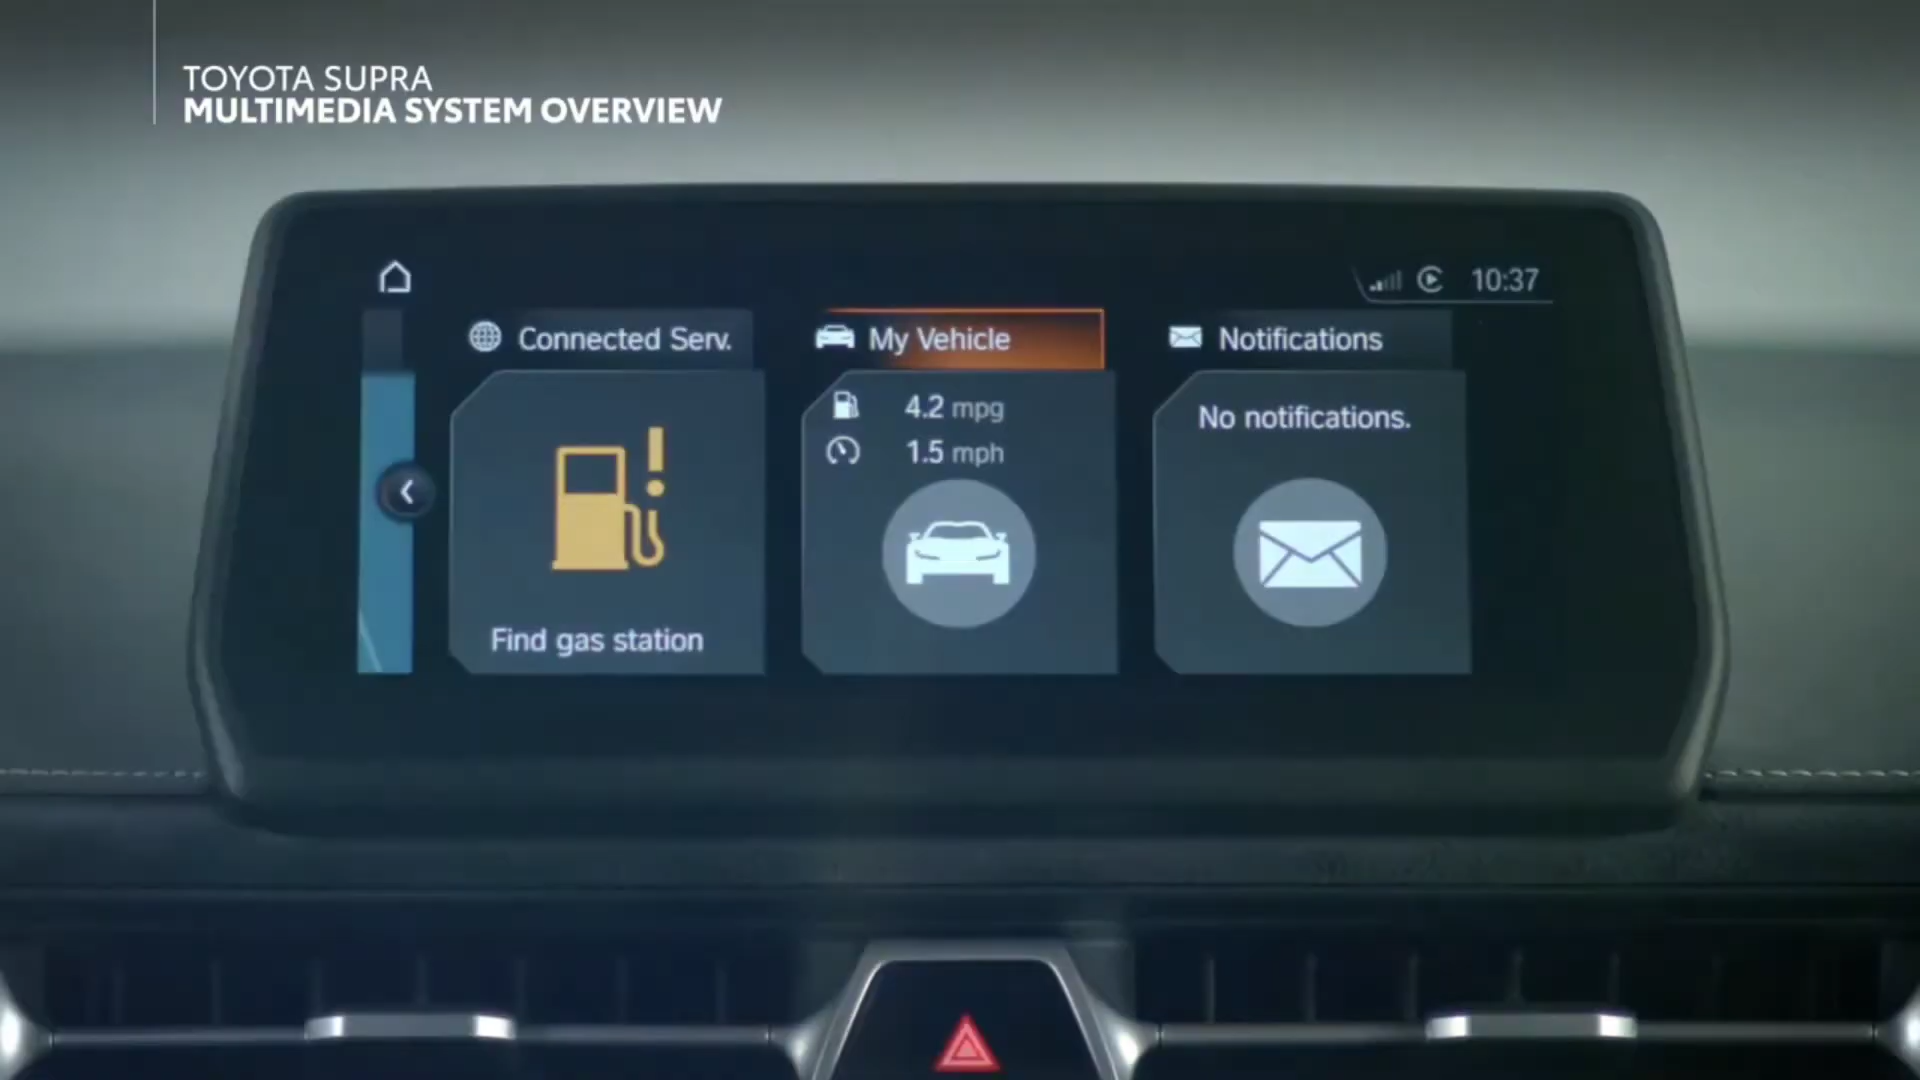 TOYOTA SUPRA
MULTIMEDIA SYSTEM OVERVIEW
10:37
Connected Serv.
My Vehicle
Notifications
4.2 mpg
1.5 mph
No notifications.
Find gas station